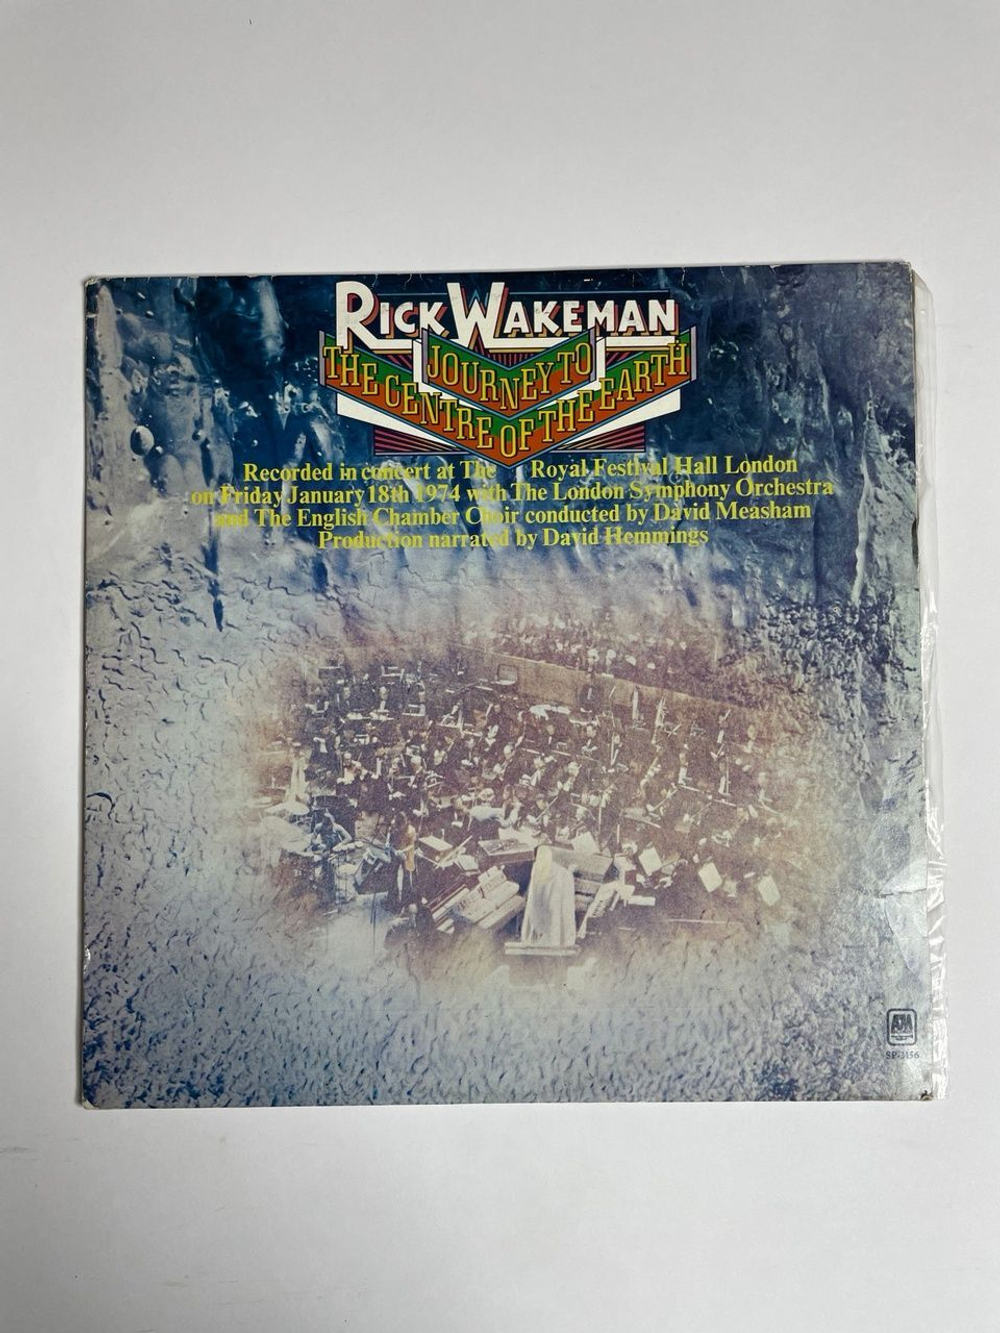 RICK WAKEMAN
JOURNEY TO
THE CENTRE OF THE EARTH
Recorded in concert at The Royal Festival Hall London
on Friday January 18th 1974 with The London Symphony Orchestra
and The English Chamber Choir conducted by David Measham
Production narrated by David Hemmings
A&M
SP-3156